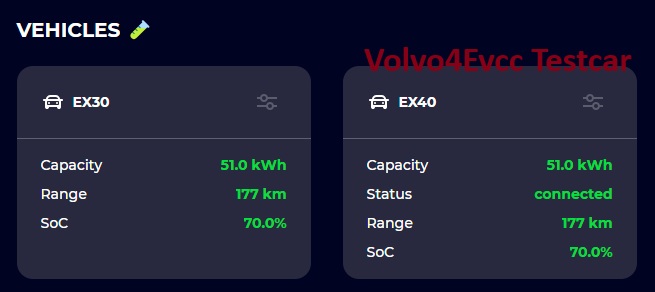 VEHICLES
Volvo4Evcc Testcar
EX30
Capacity 51.0 kWh
Range 177 km
SoC 70.0%
EX40
Capacity 51.0 kWh
Status connected
Range 177 km
SoC 70.0%